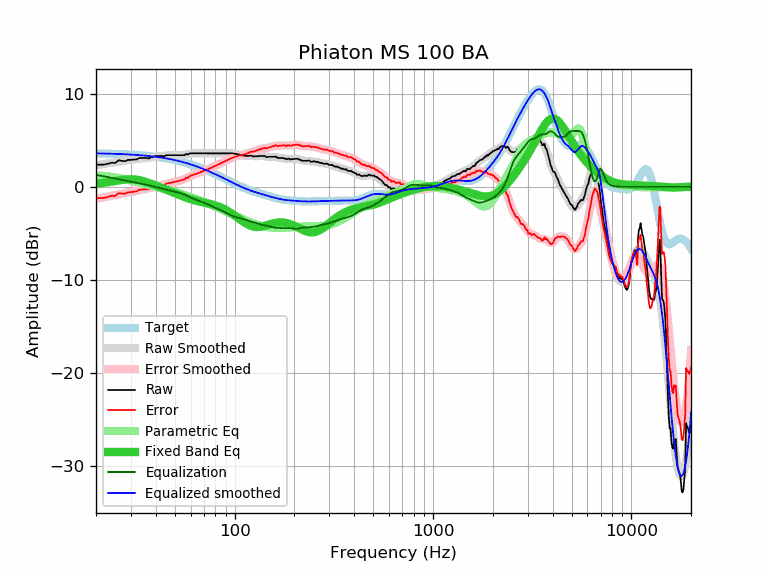 Phiaton MS 100 BA
Amplitude (dBr)
10
0
−10
−20
−30
Target
Raw Smoothed
Error Smoothed
Raw
Error
Parametric Eq
Fixed Band Eq
Equalization
Equalized smoothed
100
1000
10000
Frequency (Hz)